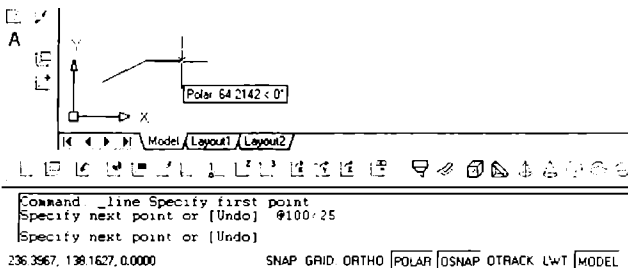 A
Y
Polar 64.2142 < 0°
X
Model Layout1 Layout2
Command: _line Specify first point
Specify next point or [Undo] @100<25
Specify next point or [Undo]
236.3967, 138.1627, 0.0000 SNAP GRID ORTHO POLAR OSNAP OTRACK LWT MODEL